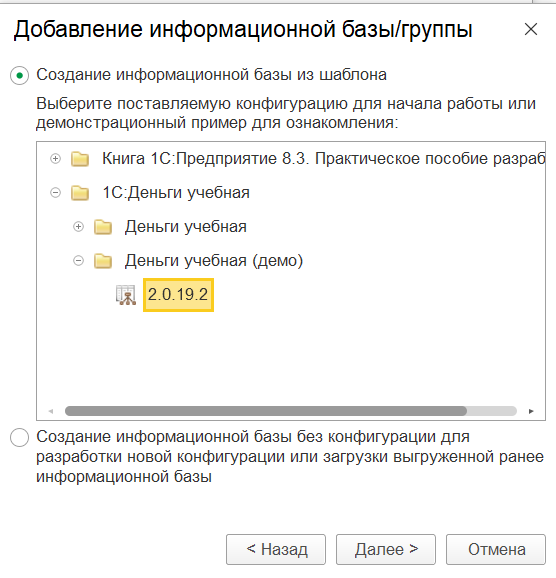 Добавление информационной базы/группы
Создание информационной базы из шаблона
Выберите поставляемую конфигурацию для начала работы или
демонстрационный пример для ознакомления:
Книга 1С:Предприятие 8.3. Практическое пособие разраб
1С:Деньги учебная
Деньги учебная
Деньги учебная (демо)
2.0.19.2
Создание информационной базы без конфигурации для
разработки новой конфигурации или загрузки выгруженной ранее
информационной базы
< Назад
Далее >
Отмена